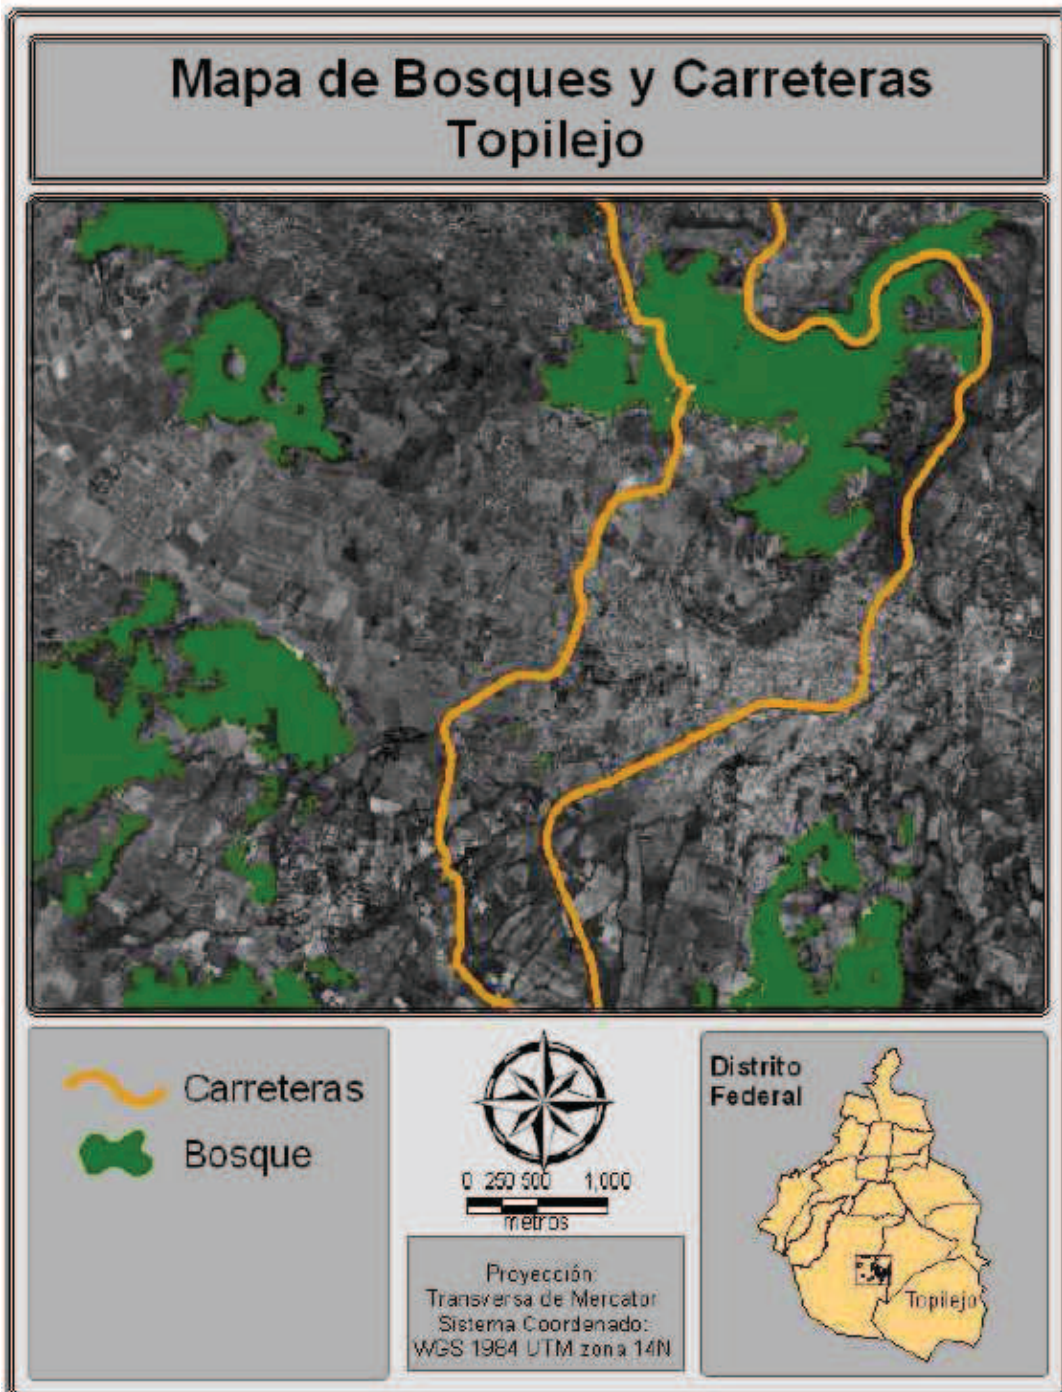 Mapa de Bosques y Carreteras
Topilejo
Carreteras
Bosque
0 250 500 1,000
metros
Proyección:
Transversa de Mercator
Sistema Coordenado:
WGS 1984 UTM zona 14N
Distrito
Federal
Topilejo